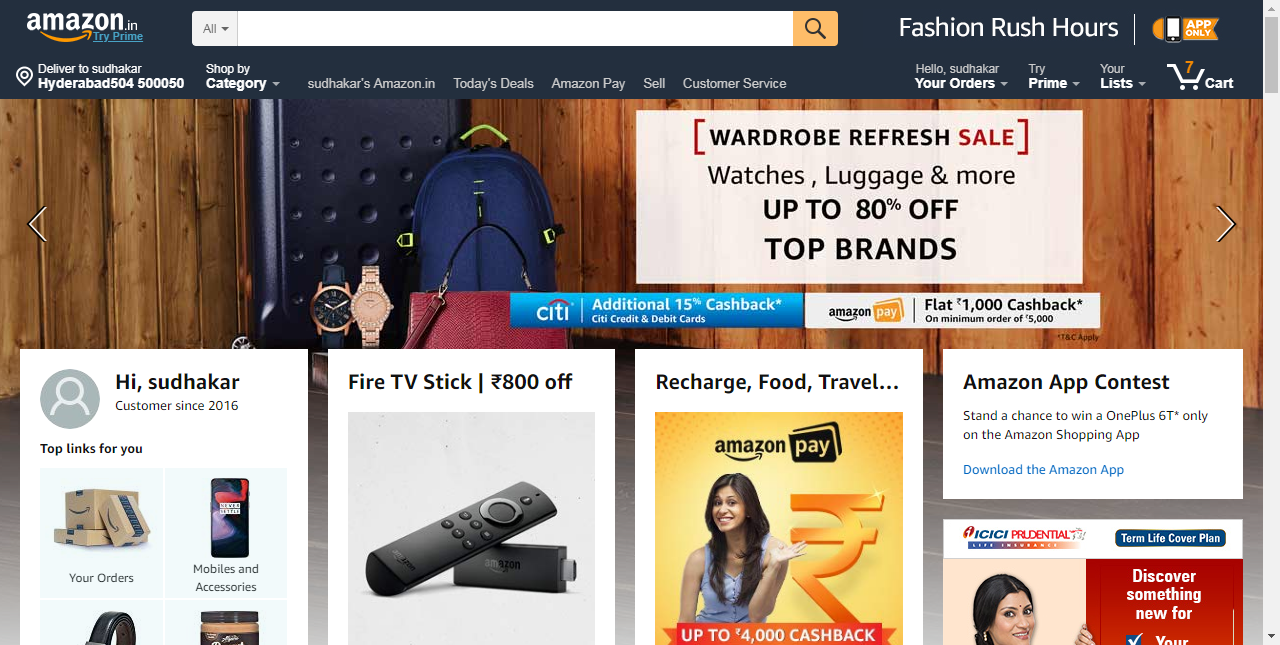 amazon.in
Try Prime
All
Fashion Rush Hours
APP ONLY
Deliver to sudhakar
Hyderabad504 500050
Shop by
Category
sudhakar's Amazon.in
Today's Deals
Amazon Pay
Sell
Customer Service
Hello, sudhakar
Your Orders
Try
Prime
Your
Lists
7
Cart
[WARDROBE REFRESH SALE]
Watches , Luggage & more
UP TO 80% OFF
TOP BRANDS
citi
Additional 15% Cashback*
Citi Credit & Debit Cards
amazon pay
Flat ₹1,000 Cashback*
On minimum order of ₹5,000
*T&C Apply
Hi, sudhakar
Customer since 2016
Top links for you
Your Orders
Mobiles and
Accessories
NEVER
SETTLE
Fire TV Stick | ₹800 off
amazon
amazon
Recharge, Food, Travel...
amazon pay
₹
UP TO ₹4,000 CASHBACK
Amazon App Contest
Stand a chance to win a OnePlus 6T* only
on the Amazon Shopping App
Download the Amazon App
ICICI PRUDENTIAL
LIFE INSURANCE
Term Life Cover Plan
Discover
something
new for
Your